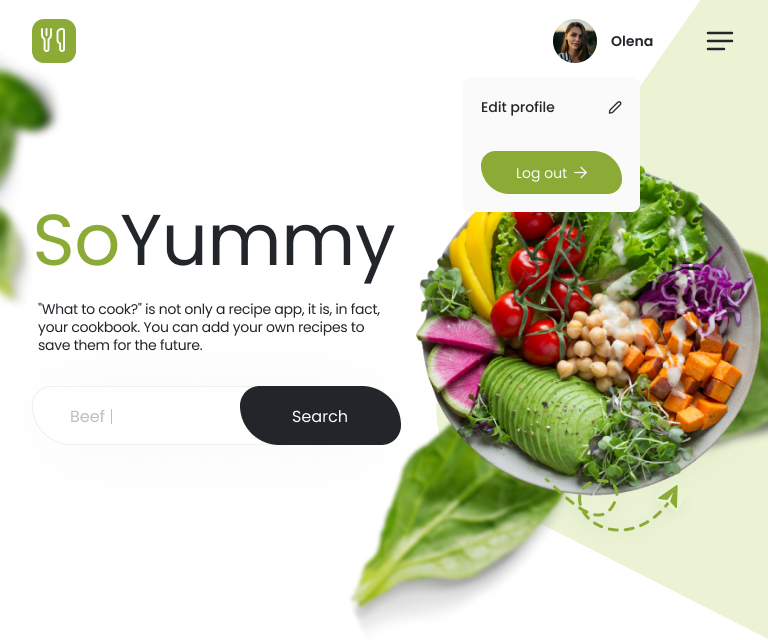 Olena
Edit profile
Log out
SoYummy
"What to cook?" is not only a recipe app, it is, in fact,
your cookbook. You can add your own recipes to
save them for the future.
Beef |
Search